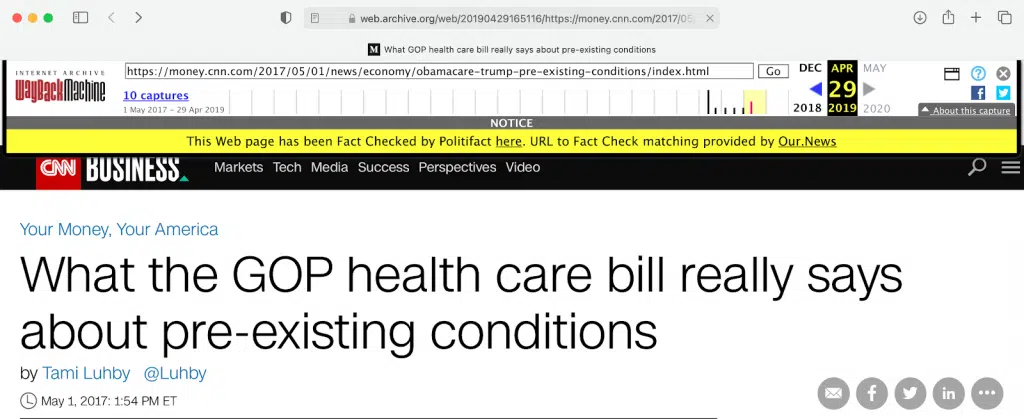 web.archive.org/web/20190429165116/https://money.cnn.com/2017/05
What GOP health care bill really says about pre-existing conditions
INTERNET ARCHIVE
WayBackMachine
https://money.cnn.com/2017/05/01/news/economy/obamacare-trump-pre-existing-conditions/index.html Go
DEC APR MAY
10 captures
29
1 May 2017 – 29 Apr 2019
2018 2019 2020
About this capture
NOTICE
This Web page has been Fact Checked by Politifact here. URL to Fact Check matching provided by Our.News
CNN BUSINESS Markets Tech Media Success Perspectives Video
Your Money, Your America
What the GOP health care bill really says
about pre-existing conditions
by Tami Luhby @Luhby
May 1, 2017: 1:54 PM ET